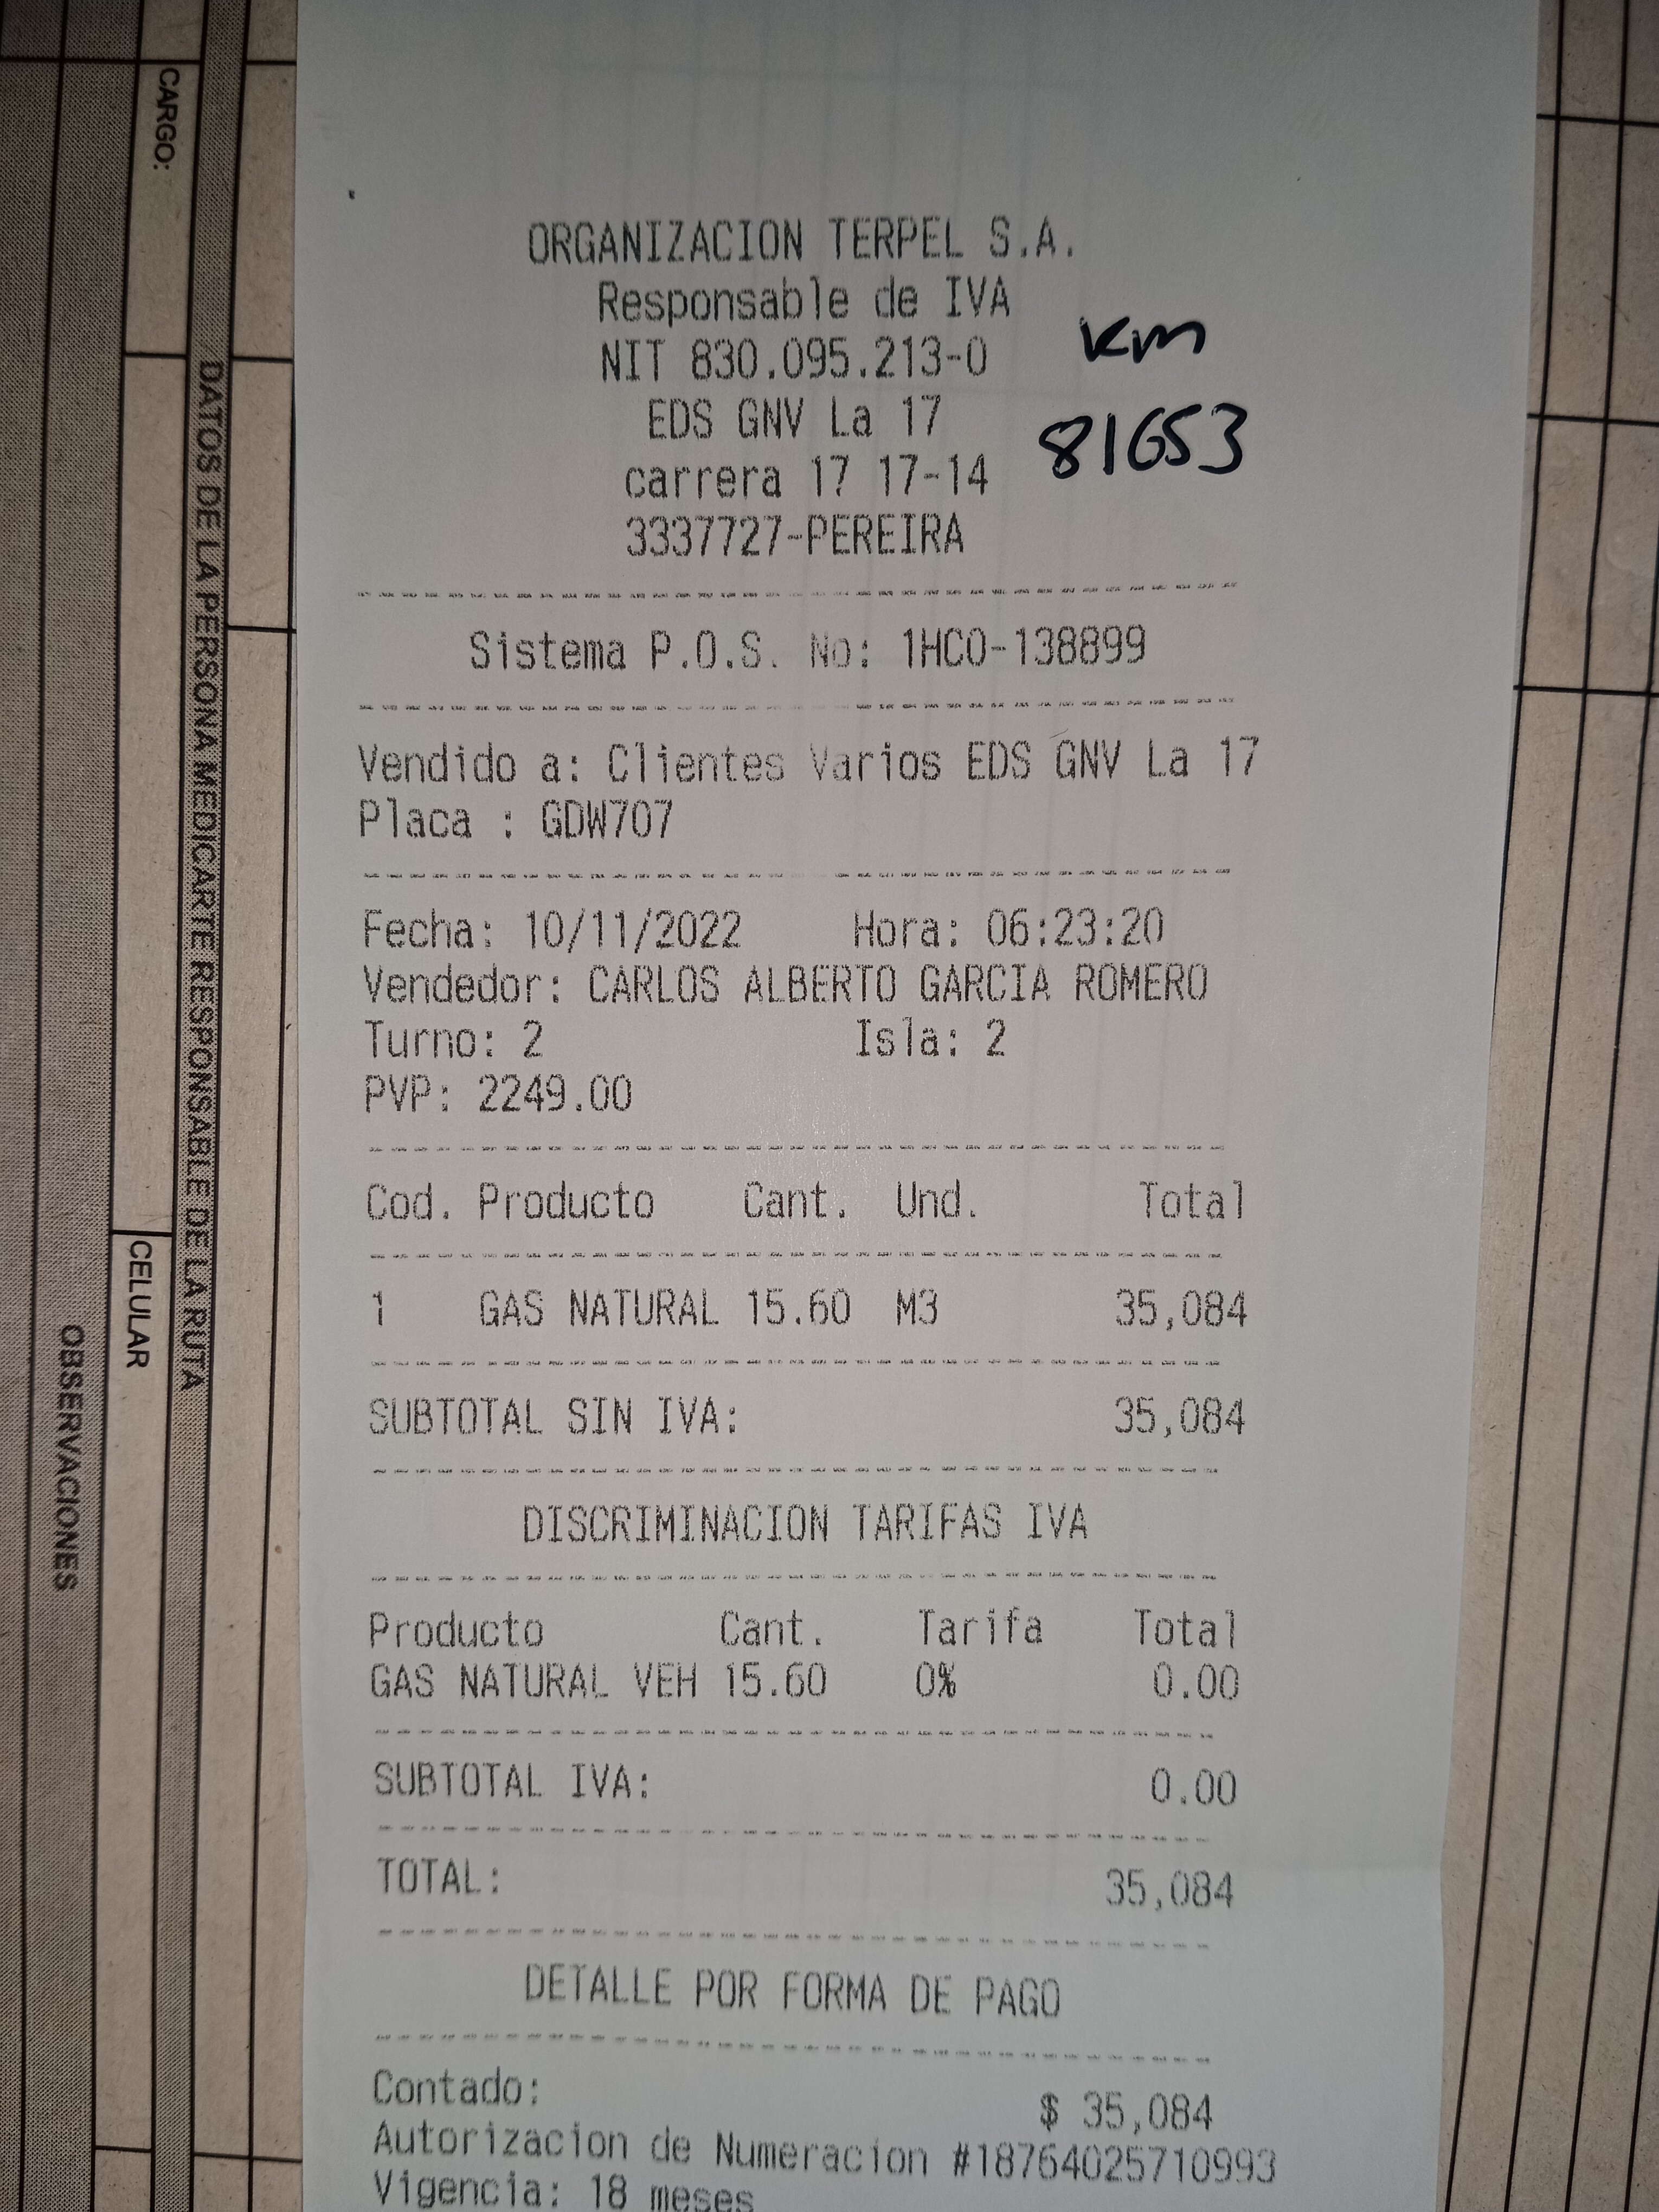 ORGANIZACION TERPEL S.A.
Responsable de IVA
NIT 830.095.213-0
EDS GNV La 17
carrera 17 17-14
3337727-PEREIRA
km
81653
Sistema P.O.S. No: 1HCO-138899
Vendido a: Clientes Varios EDS GNV La 17
Placa : GDW707
Fecha: 10/11/2022 Hora: 06:23:20
Vendedor: CARLOS ALBERTO GARCIA ROMERO
Turno: 2 Isla: 2
PVP: 2249.00
Cod. Producto Cant. Und. Total
1 GAS NATURAL 15.60 M3 35,084
SUBTOTAL SIN IVA: 35,084
DISCRIMINACION TARIFAS IVA
Producto Cant. Tarifa Total
GAS NATURAL VEH 15.60 0% 0.00
SUBTOTAL IVA: 0.00
TOTAL: 35,084
DETALLE POR FORMA DE PAGO
Contado: $ 35,084
Autorizacion de Numeracion #18764025710993
Vigencia: 18 meses
CARGO:
DATOS DE LA PERSONA MEDICARTE RESPONSABLE DE LA RUTA
CELULAR
OBSERVACIONES